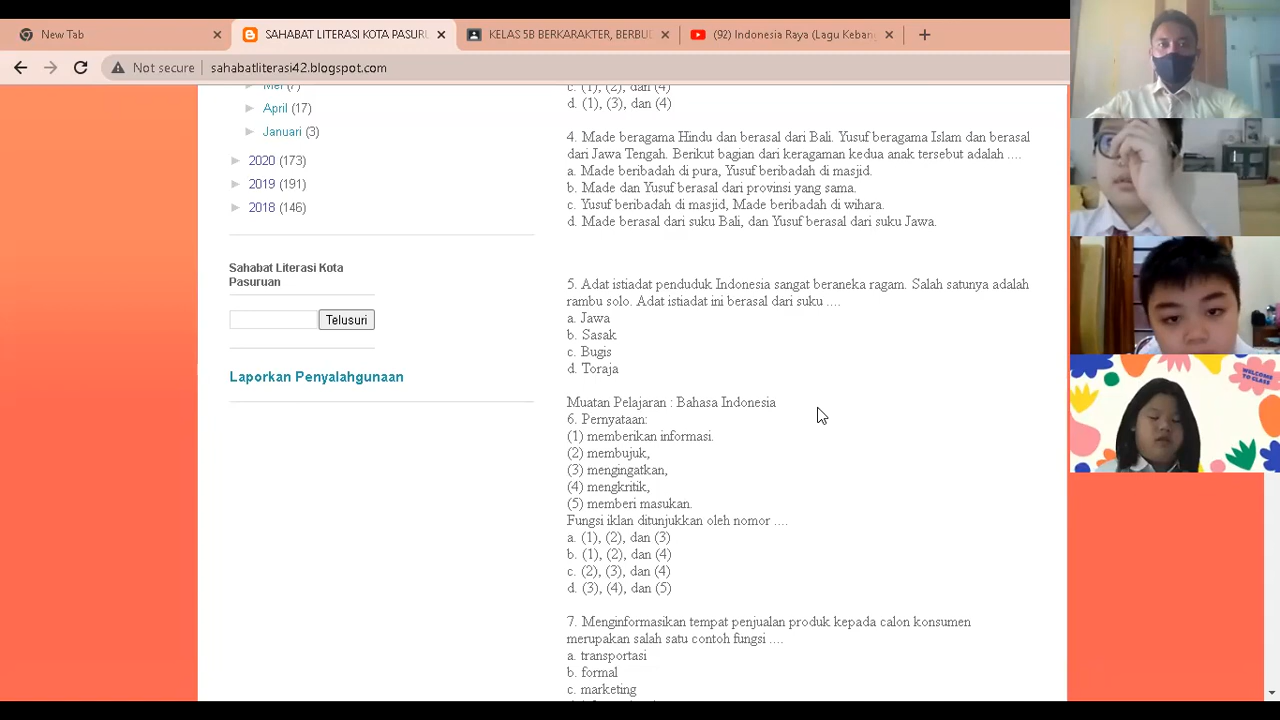 New Tab
SAHABAT LITERASI KOTA PASURU
KELAS 5B BERKARAKTER, BERBUD
(92) Indonesia Raya (Lagu Kebang
Not secure
sahabatliterasi42.blogspot.com
Mei (7)
April (17)
Januari (3)
2020 (173)
2019 (191)
2018 (146)
Sahabat Literasi Kota
Pasuruan
Telusuri
Laporkan Penyalahgunaan
c. (1), (2), dan (4)
d. (1), (3), dan (4)
4. Made beragama Hindu dan berasal dari Bali. Yusuf beragama Islam dan berasal
dari Jawa Tengah. Berikut bagian dari keragaman kedua anak tersebut adalah ....
a. Made beribadah di pura, Yusuf beribadah di masjid.
b. Made dan Yusuf berasal dari provinsi yang sama.
c. Yusuf beribadah di masjid, Made beribadah di wihara.
d. Made berasal dari suku Bali, dan Yusuf berasal dari suku Jawa.
5. Adat istiadat penduduk Indonesia sangat beraneka ragam. Salah satunya adalah
rambu solo. Adat istiadat ini berasal dari suku ....
a. Jawa
b. Sasak
c. Bugis
d. Toraja
Muatan Pelajaran : Bahasa Indonesia
6. Pernyataan:
(1) memberikan informasi.
(2) membujuk,
(3) mengingatkan,
(4) mengkritik,
(5) memberi masukan.
Fungsi iklan ditunjukkan oleh nomor ....
a. (1), (2), dan (3)
b. (1), (2), dan (4)
c. (2), (3), dan (4)
d. (3), (4), dan (5)
7. Menginformasikan tempat penjualan produk kepada calon konsumen
merupakan salah satu contoh fungsi ....
a. transportasi
b. formal
c. marketing
WELCOME
TO CLASS